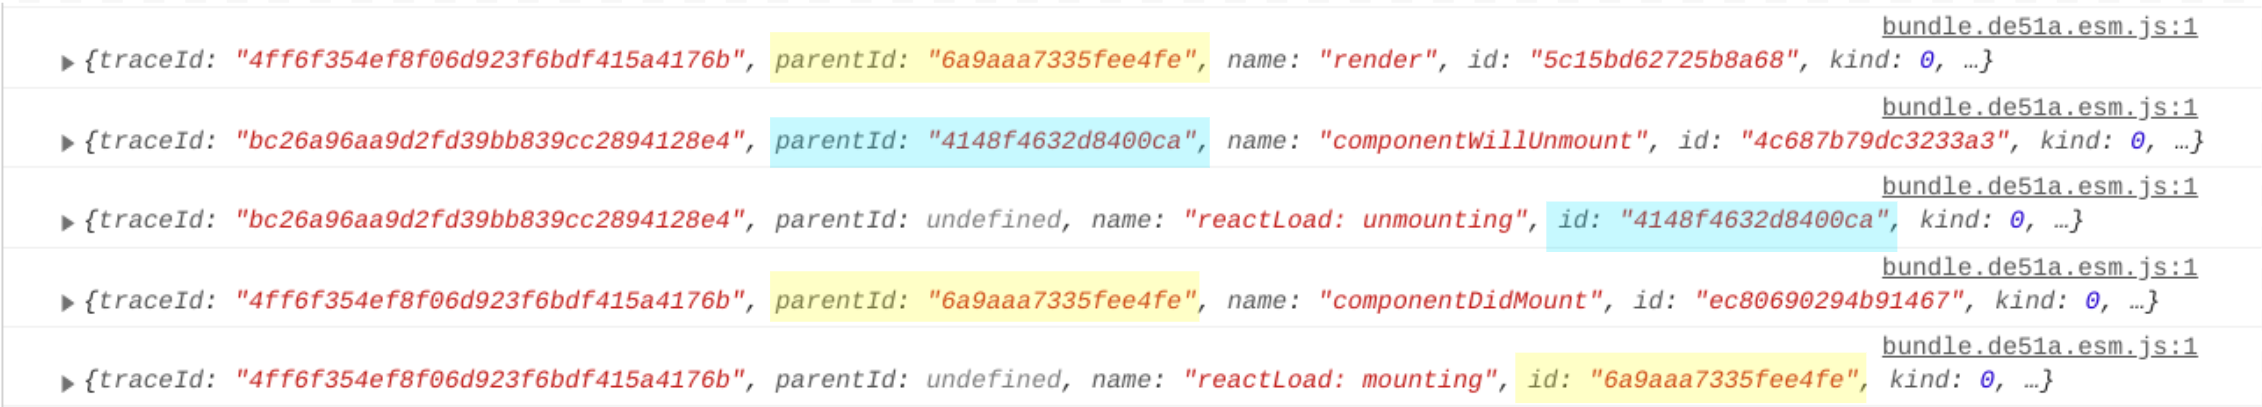 bundle.de51a.esm.js:1
▶ {traceId: "4ff6f354ef8f06d923f6bdf415a4176b", parentId: "6a9aaa7335fee4fe", name: "render", id: "5c15bd62725b8a68", kind: 0, …}
bundle.de51a.esm.js:1
▶ {traceId: "bc26a96aa9d2fd39bb839cc2894128e4", parentId: "4148f4632d8400ca", name: "componentWillUnmount", id: "4c687b79dc3233a3", kind: 0, …}
bundle.de51a.esm.js:1
▶ {traceId: "bc26a96aa9d2fd39bb839cc2894128e4", parentId: undefined, name: "reactLoad: unmounting", id: "4148f4632d8400ca", kind: 0, …}
bundle.de51a.esm.js:1
▶ {traceId: "4ff6f354ef8f06d923f6bdf415a4176b", parentId: "6a9aaa7335fee4fe", name: "componentDidMount", id: "ec80690294b91467", kind: 0, …}
bundle.de51a.esm.js:1
▶ {traceId: "4ff6f354ef8f06d923f6bdf415a4176b", parentId: undefined, name: "reactLoad: mounting", id: "6a9aaa7335fee4fe", kind: 0, …}